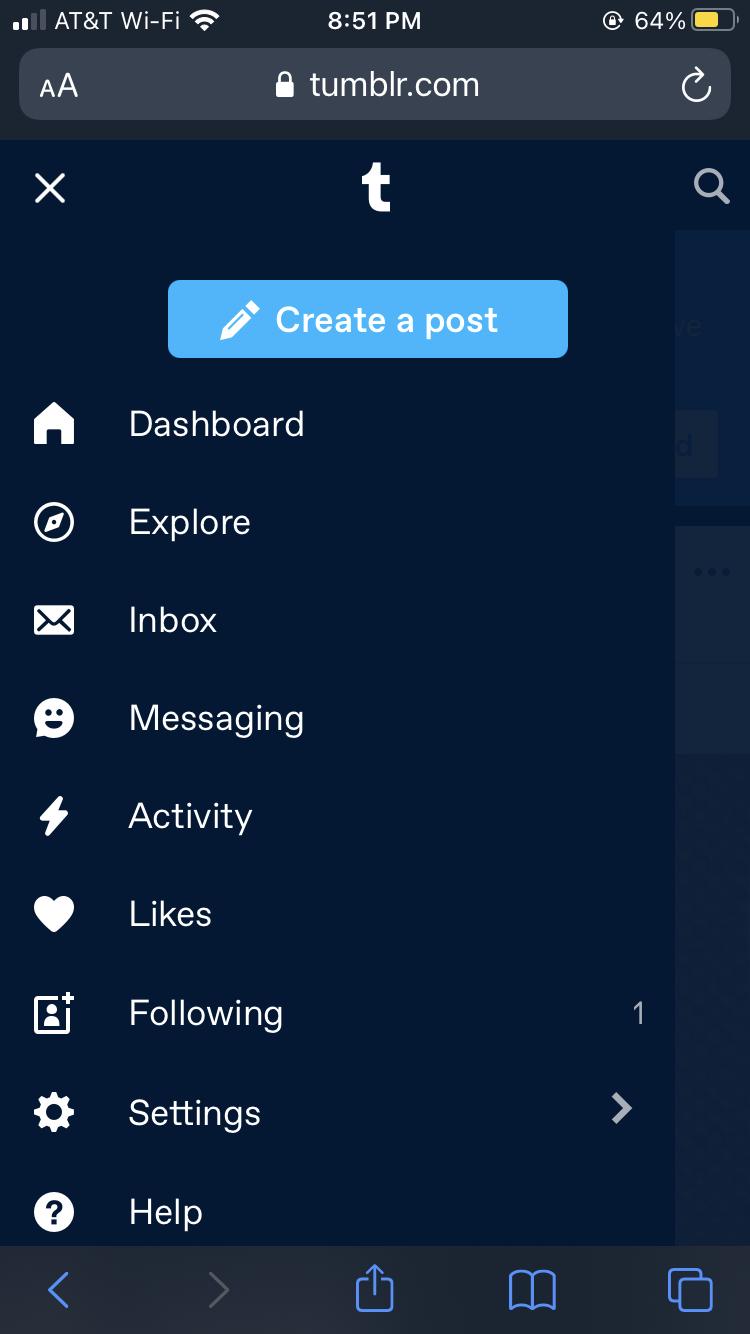 AT&T Wi-Fi 8:51 PM 64%
AA tumblr.com
t
Create a post
ve
Dashboard
d
Explore
Inbox
Messaging
Activity
Likes
Following 1
Settings
Help